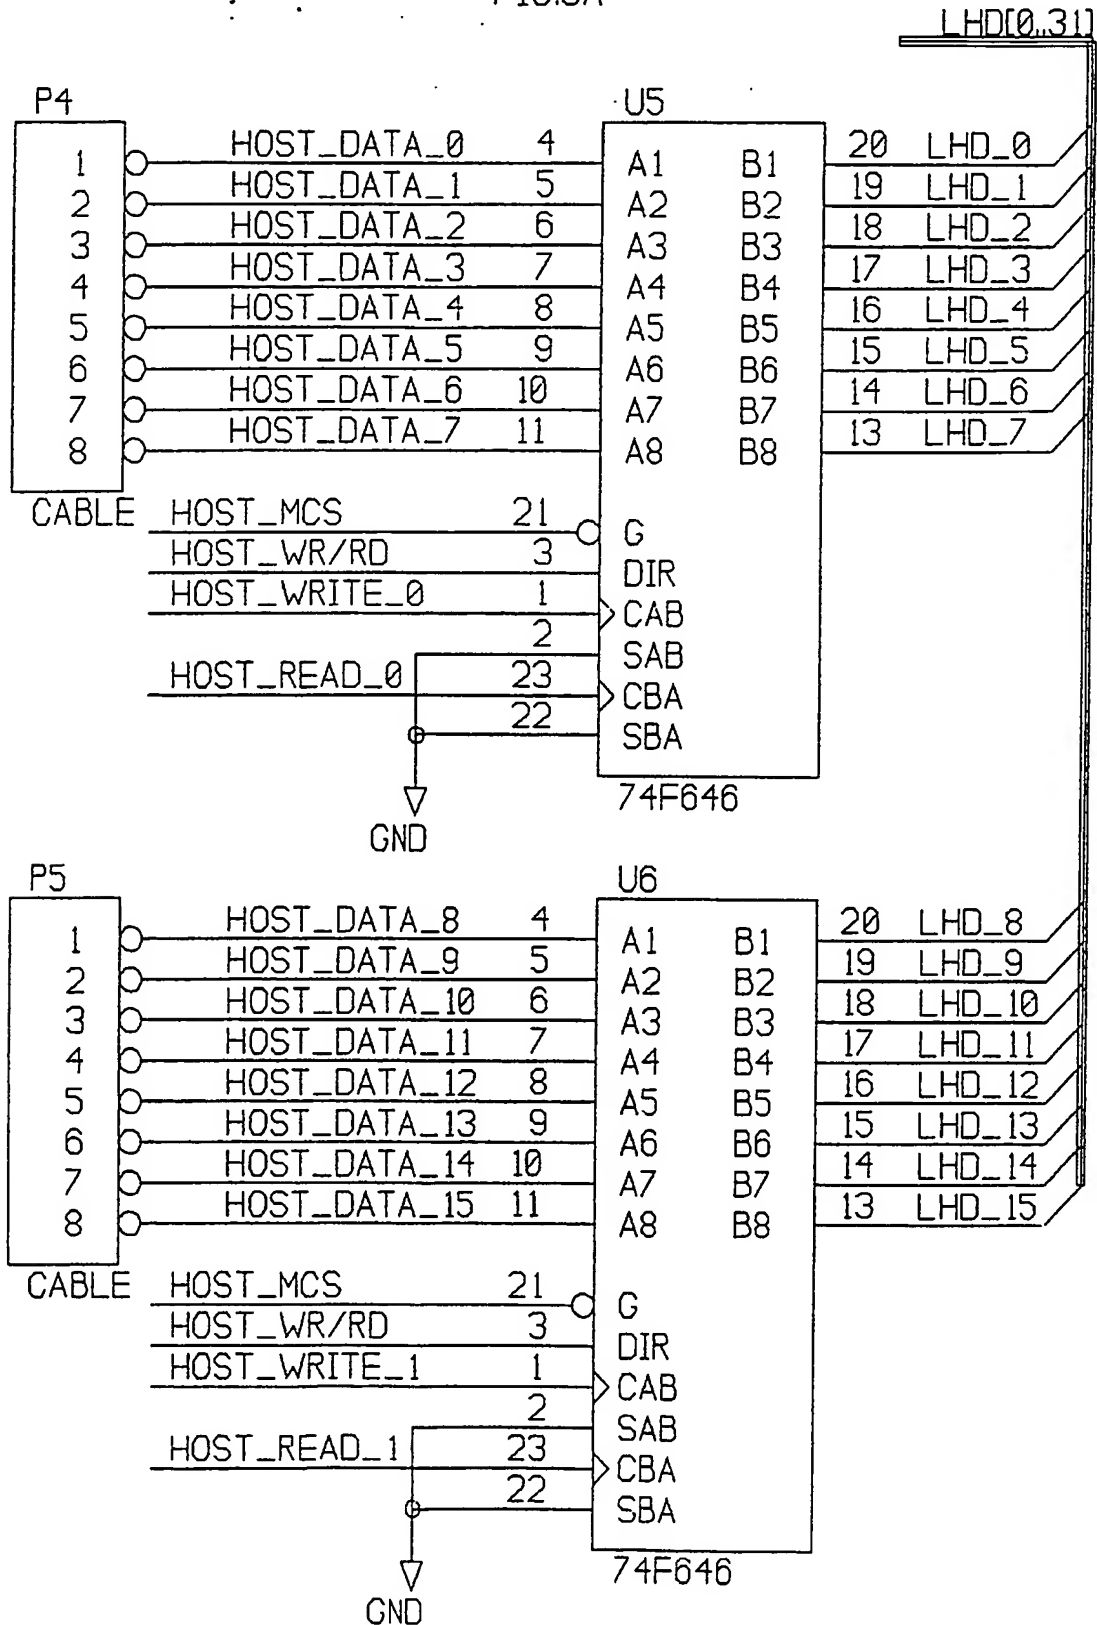 LHD[0..31]
P4 U5
1 HOST_DATA_0 4 A1 B1 20 LHD_0
2 HOST_DATA_1 5 A2 B2 19 LHD_1
3 HOST_DATA_2 6 A3 B3 18 LHD_2
4 HOST_DATA_3 7 A4 B4 17 LHD_3
5 HOST_DATA_4 8 A5 B5 16 LHD_4
6 HOST_DATA_5 9 A6 B6 15 LHD_5
7 HOST_DATA_6 10 A7 B7 14 LHD_6
8 HOST_DATA_7 11 A8 B8 13 LHD_7
CABLE HOST_MCS 21 G
HOST_WR/RD 3 DIR
HOST_WRITE_0 1 CAB
2 SAB
HOST_READ_0 23 CBA
22 SBA
74F646
GND
P5 U6
1 HOST_DATA_8 4 A1 B1 20 LHD_8
2 HOST_DATA_9 5 A2 B2 19 LHD_9
3 HOST_DATA_10 6 A3 B3 18 LHD_10
4 HOST_DATA_11 7 A4 B4 17 LHD_11
5 HOST_DATA_12 8 A5 B5 16 LHD_12
6 HOST_DATA_13 9 A6 B6 15 LHD_13
7 HOST_DATA_14 10 A7 B7 14 LHD_14
8 HOST_DATA_15 11 A8 B8 13 LHD_15
CABLE HOST_MCS 21 G
HOST_WR/RD 3 DIR
HOST_WRITE_1 1 CAB
2 SAB
HOST_READ_1 23 CBA
22 SBA
74F646
GND